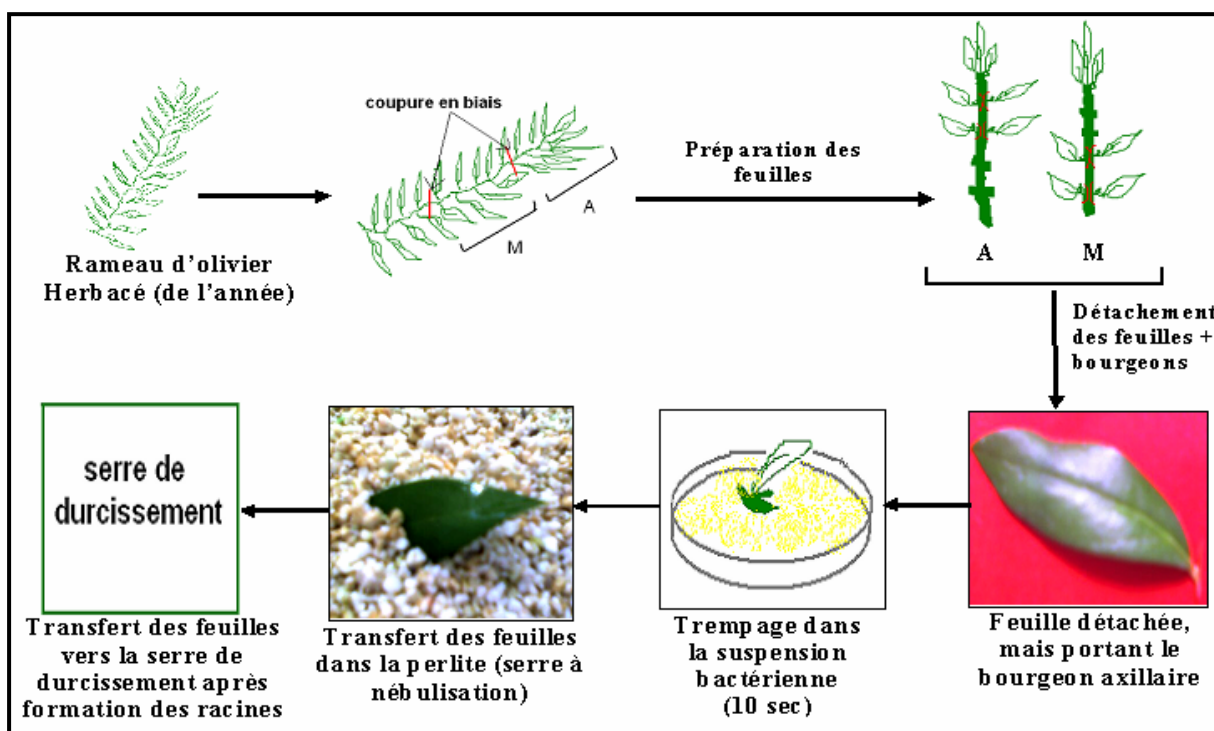 coupure en biais
A
M
Rameau d'olivier
Herbacé (de l'année)
Préparation des
feuilles
A
M
Détachement
des feuilles +
bourgeons
Feuille détachée,
mais portant le
bourgeon axillaire
Trempage dans
la suspension
bactérienne
(10 sec)
Transfert des feuilles
dans la perlite (serre à
nébulisation)
serre de
durcissement
Transfert des feuilles
vers la serre de
durcissement après
formation des racines